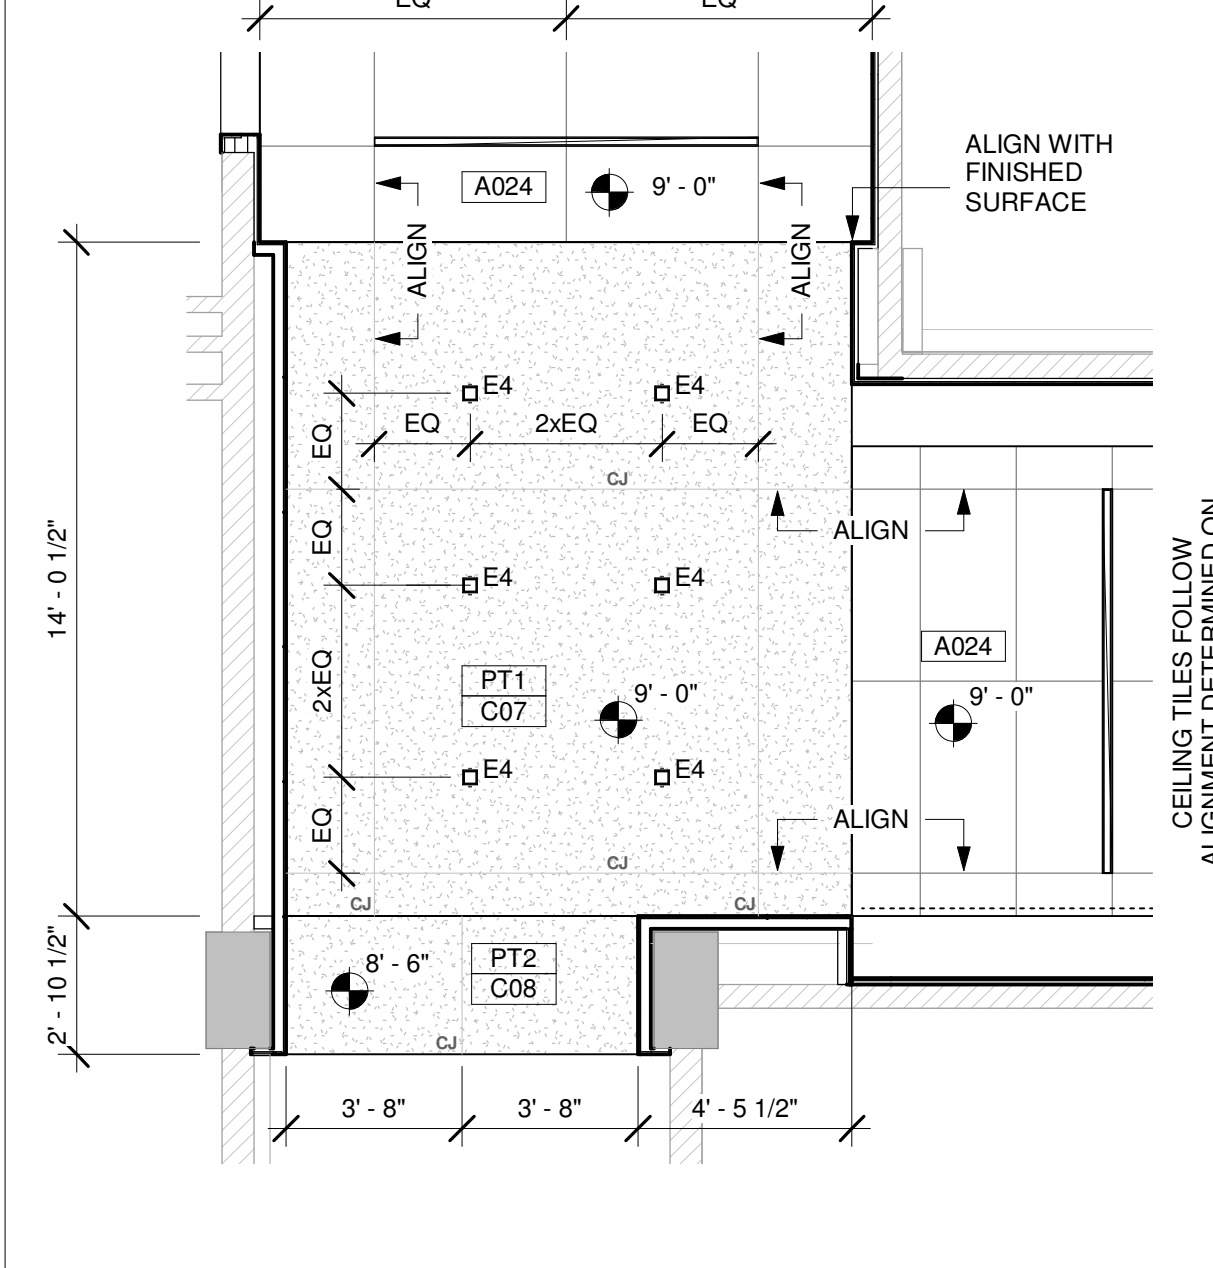 EQ
EQ
ALIGN WITH
FINISHED
SURFACE
A024
9' - 0"
ALIGN
ALIGN
E4
E4
EQ
2xEQ
EQ
EQ
CJ
EQ
ALIGN
14' - 0 1/2"
E4
E4
CEILING TILES FOLLOW
ALIGNMENT DETERMINED ON
A024
2xEQ
PT1
C07
9' - 0"
9' - 0"
E4
E4
EQ
ALIGN
CJ
CJ
CJ
2' - 10 1/2"
8' - 6"
PT2
C08
CJ
3' - 8"
3' - 8"
4' - 5 1/2"